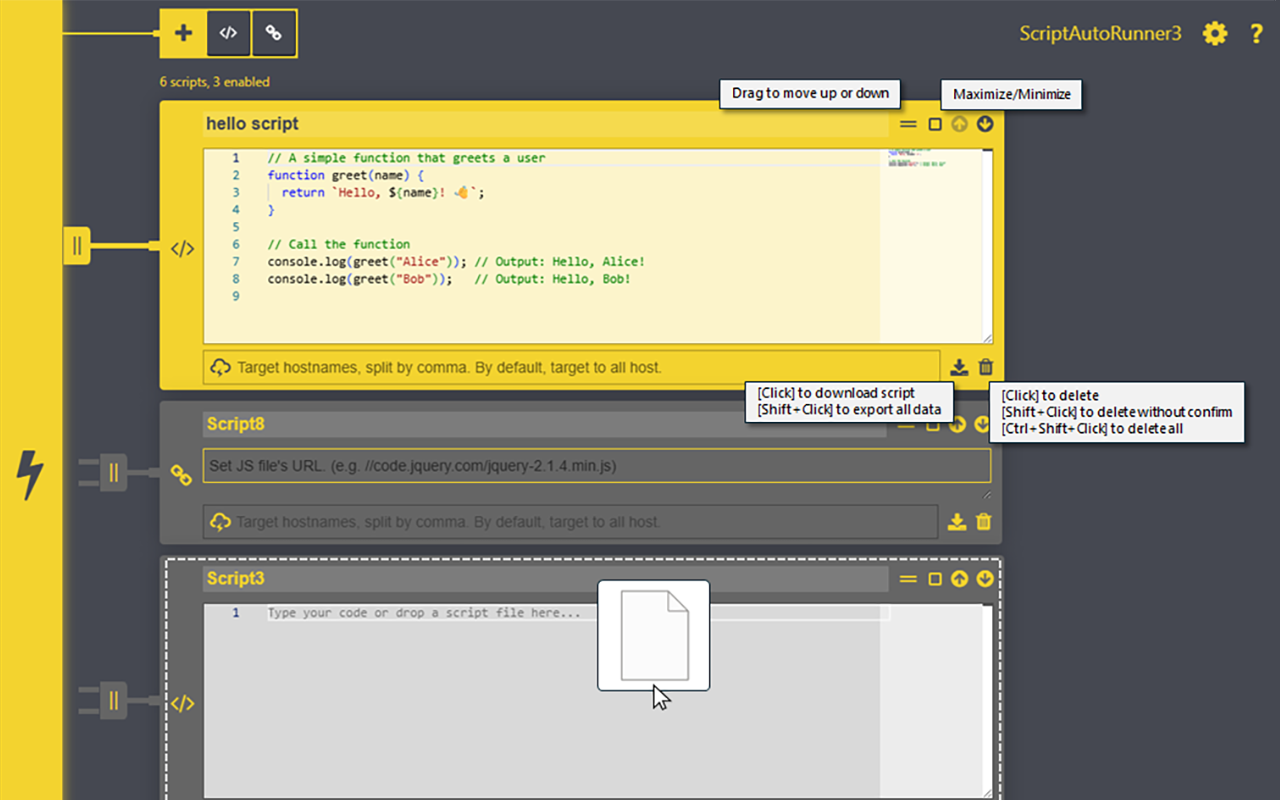 ScriptAutoRunner3
6 scripts, 3 enabled
Drag to move up or down
Maximize/Minimize
hello script
1 // A simple function that greets a user
2 function greet(name) {
3 return `Hello, ${name}! 👋`;
4 }
5
6 // Call the function
7 console.log(greet("Alice")); // Output: Hello, Alice!
8 console.log(greet("Bob")); // Output: Hello, Bob!
9
Target hostnames, split by comma. By default, target to all host.
[Click] to download script
[Shift+Click] to export all data
[Click] to delete
[Shift+Click] to delete without confirm
[Ctrl+Shift+Click] to delete all
Script8
Set JS file's URL. (e.g. //code.jquery.com/jquery-2.1.4.min.js)
Target hostnames, split by comma. By default, target to all host.
Script3
1 Type your code or drop a script file here...